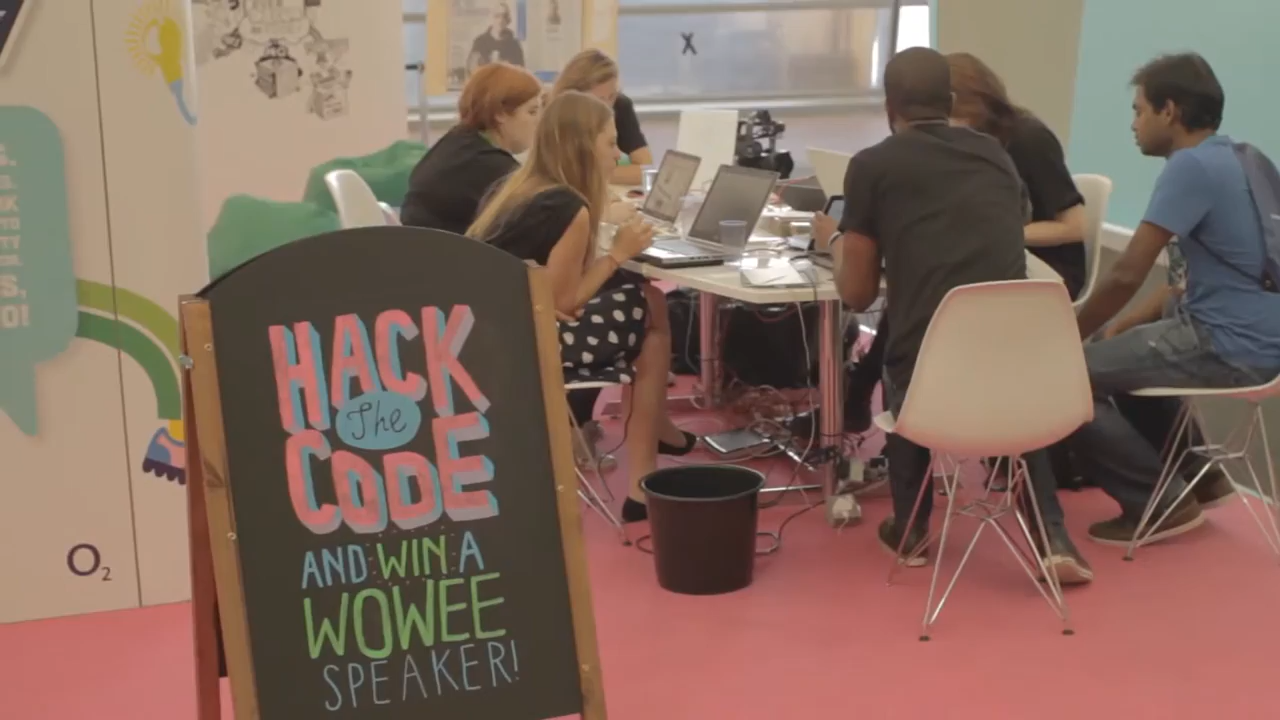 HACK
The
CODE
AND WIN A
WOWEE
SPEAKER!
O2
X